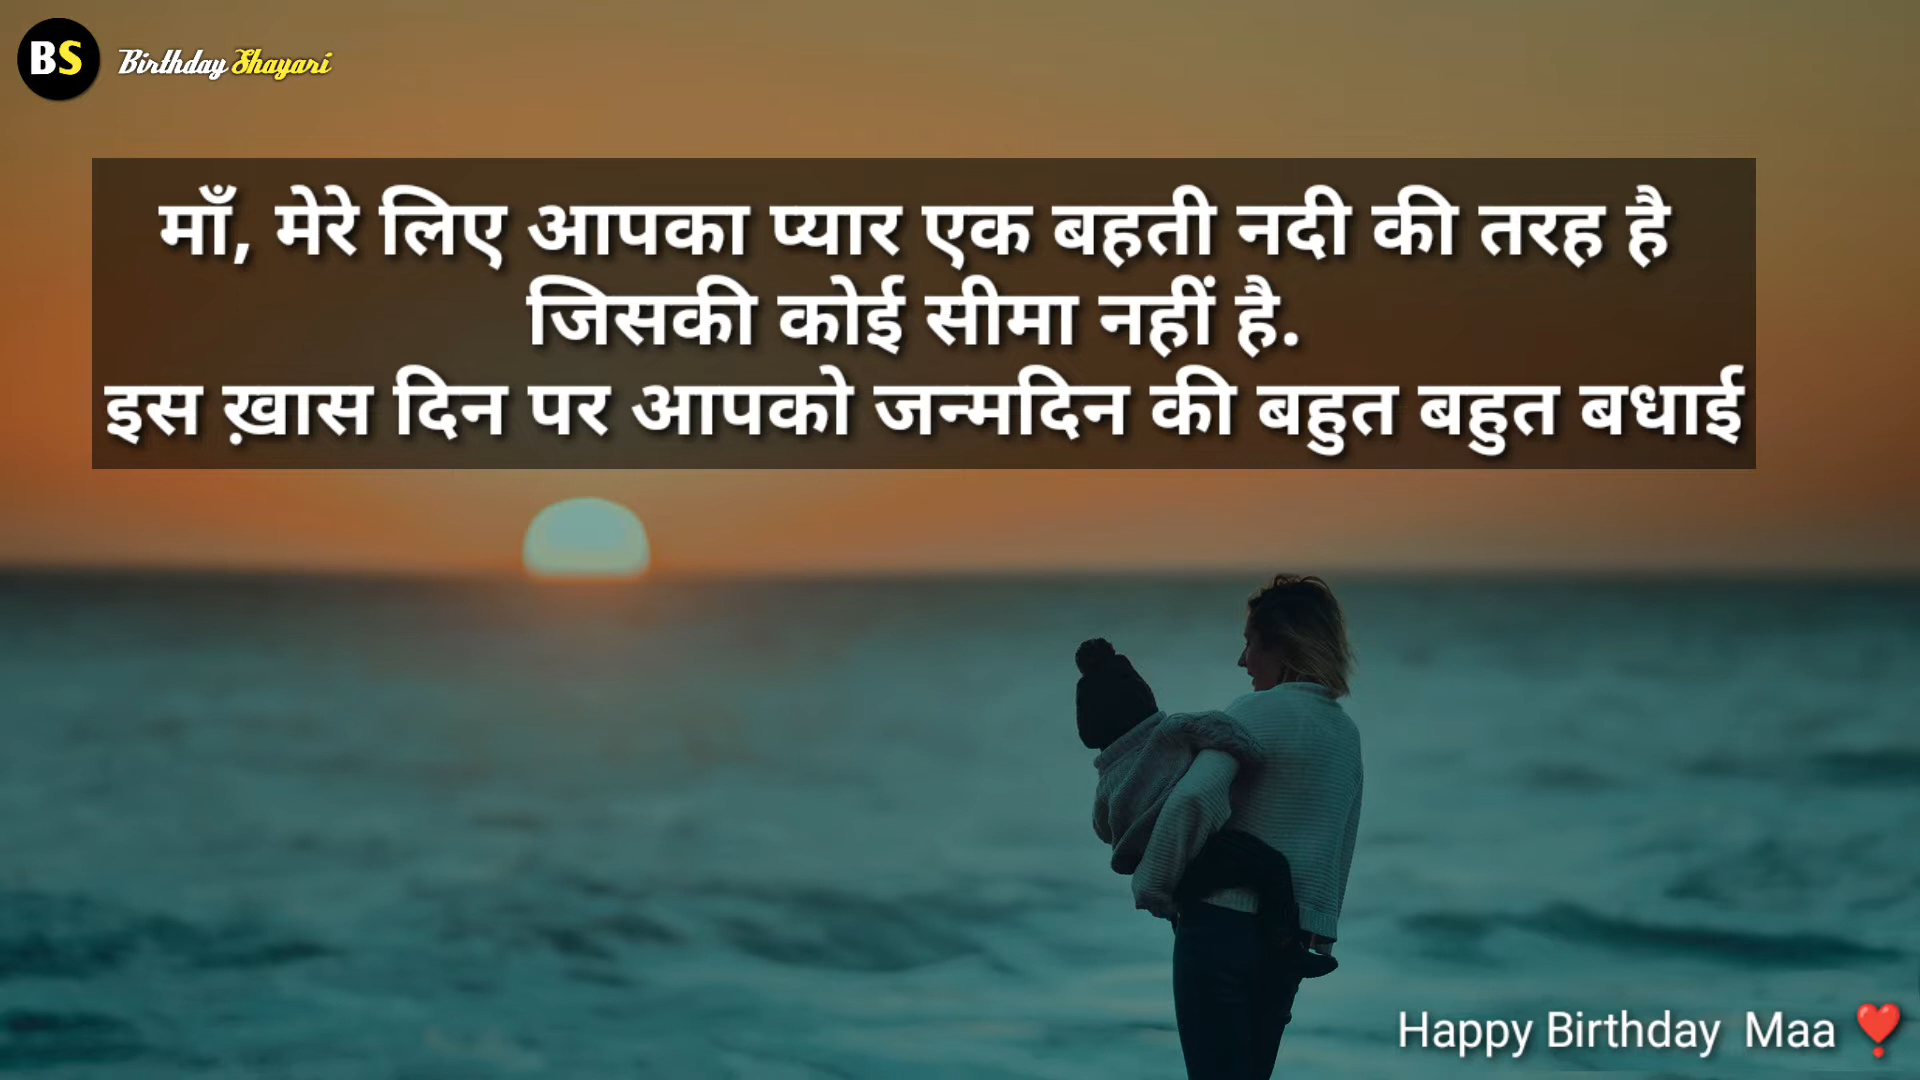 BS Birthday Shayari
माँ, मेरे लिए आपका प्यार एक बहती नदी की तरह है
जिसकी कोई सीमा नहीं है.
इस ख़ास दिन पर आपको जन्मदिन की बहुत बहुत बधाई
Happy Birthday Maa ❣️